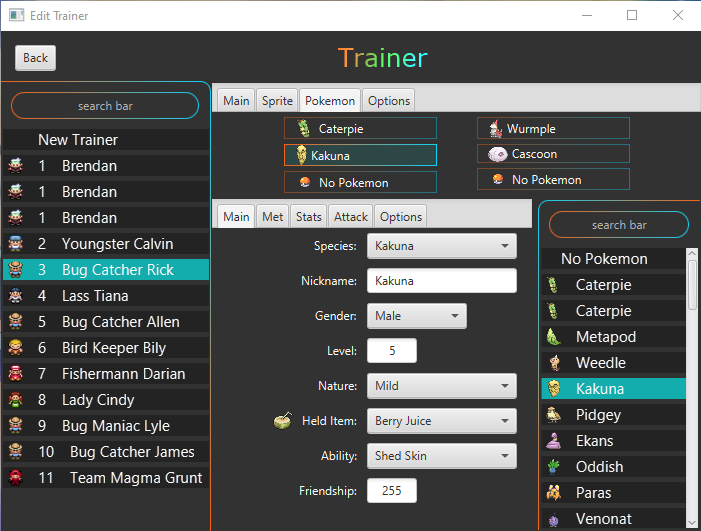 Edit Trainer
Back
Trainer
search bar
New Trainer
1 Brendan
1 Brendan
1 Brendan
2 Youngster Calvin
3 Bug Catcher Rick
4 Lass Tiana
5 Bug Catcher Allen
6 Bird Keeper Bily
7 Fishermann Darian
8 Lady Cindy
9 Bug Maniac Lyle
10 Bug Catcher James
11 Team Magma Grunt
Main Sprite Pokemon Options
Caterpie Wurmple
Kakuna Cascoon
No Pokemon No Pokemon
Main Met Stats Attack Options
Species: Kakuna
Nickname: Kakuna
Gender: Male
Level: 5
Nature: Mild
Held Item: Berry Juice
Ability: Shed Skin
Friendship: 255
search bar
No Pokemon
Caterpie
Caterpie
Metapod
Weedle
Kakuna
Pidgey
Ekans
Oddish
Paras
Venonat